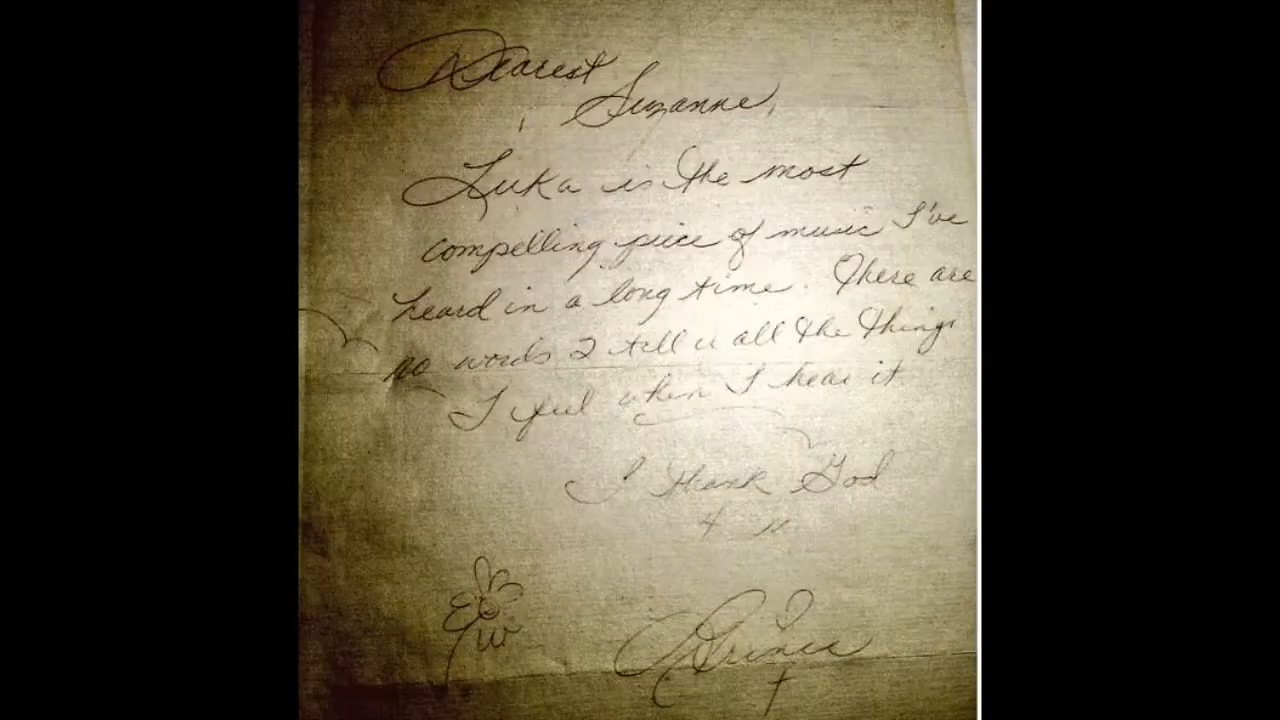 Dearest
Suzanne,
Luka is the most
compelling piece of music I've
heard in a long time. There are
no words 2 tell u all the things
I feel when I hear it
I thank God
4 u
Prince